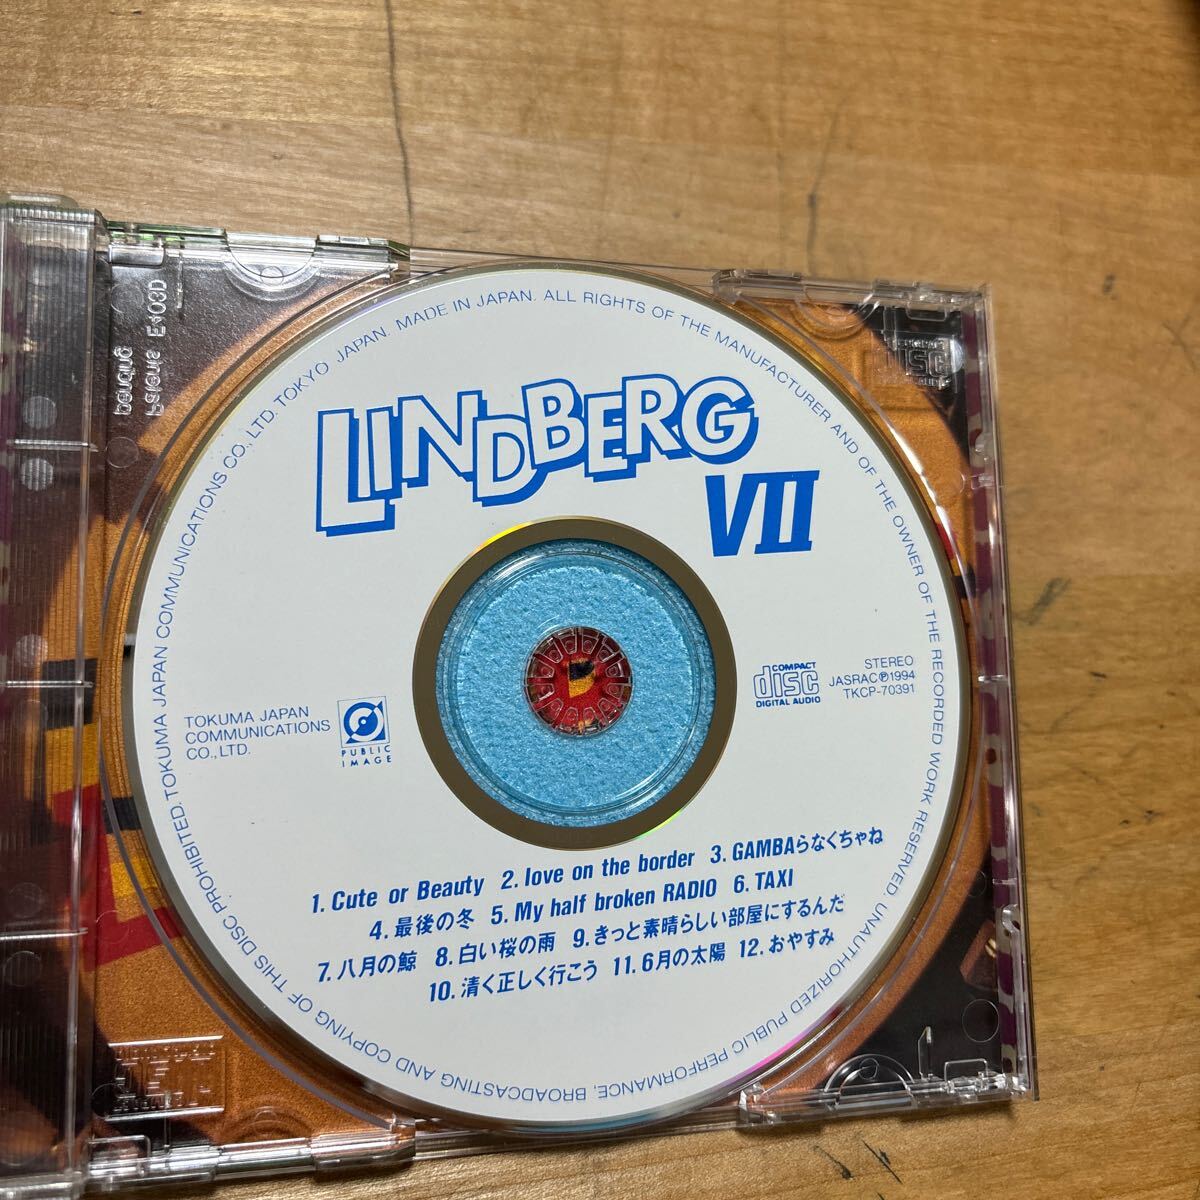 LINDBERG
VII
TOKUMA JAPAN
COMMUNICATIONS
CO.,LTD.
PUBLIC
IMAGE
COMPACT
disc
DIGITAL AUDIO
STEREO
JASRAC Ⓟ1994
TKCP-70391
1. Cute or Beauty 2. love on the border 3. GAMBAらなくちゃね
4. 最後の冬 5. My half broken RADIO 6. TAXI
7. 八月の鯨 8. 白い桜の雨 9. きっと素晴らしい部屋にするんだ
10. 清く正しく行こう 11. 6月の太陽 12. おやすみ
TOKUMA JAPAN COMMUNICATIONS CO.,LTD. TOKYO JAPAN. MADE IN JAPAN. ALL RIGHTS OF THE MANUFACTURER AND OF THE OWNER OF THE RECORDED WORK RESERVED. UNAUTHORIZED PUBLIC PERFORMANCE, BROADCASTING AND COPYING OF THIS DISC PROHIBITED.